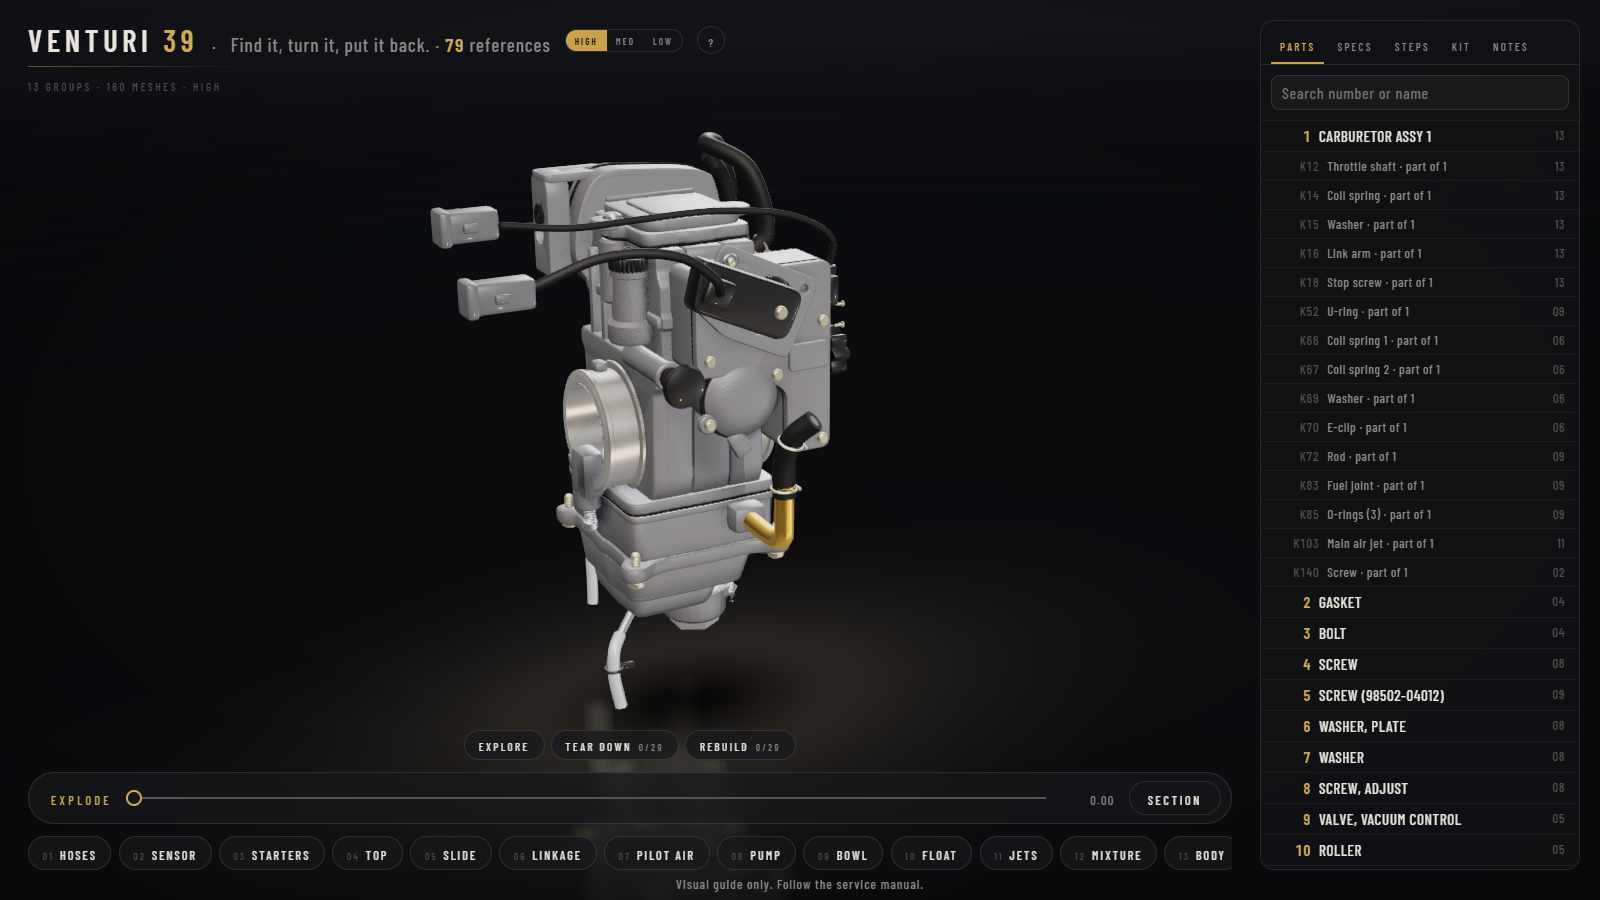 VENTURI 39 · Find it, turn it, put it back. · 79 references
HIGH MED LOW ?
13 GROUPS · 160 MESHES · HIGH
PARTS SPECS STEPS KIT NOTES
Search number or name
1 CARBURETOR ASSY 1 13
K12 Throttle shaft · part of 1 13
K14 Coil spring · part of 1 13
K15 Washer · part of 1 13
K16 Link arm · part of 1 13
K18 Stop screw · part of 1 13
K52 U-ring · part of 1 09
K66 Coil spring 1 · part of 1 06
K67 Coil spring 2 · part of 1 06
K69 Washer · part of 1 06
K70 E-clip · part of 1 06
K72 Rod · part of 1 09
K83 Fuel joint · part of 1 09
K85 O-rings (3) · part of 1 09
K103 Main air jet · part of 1 11
K140 Screw · part of 1 02
2 GASKET 04
3 BOLT 04
4 SCREW 08
5 SCREW (98502-04012) 09
6 WASHER, PLATE 08
7 WASHER 08
8 SCREW, ADJUST 08
9 VALVE, VACUUM CONTROL 05
10 ROLLER 05
EXPLORE
TEAR DOWN 0/29
REBUILD 0/29
EXPLODE 0.00 SECTION
01 HOSES
02 SENSOR
03 STARTERS
04 TOP
05 SLIDE
06 LINKAGE
07 PILOT AIR
08 PUMP
09 BOWL
10 FLOAT
11 JETS
12 MIXTURE
13 BODY
Visual guide only. Follow the service manual.